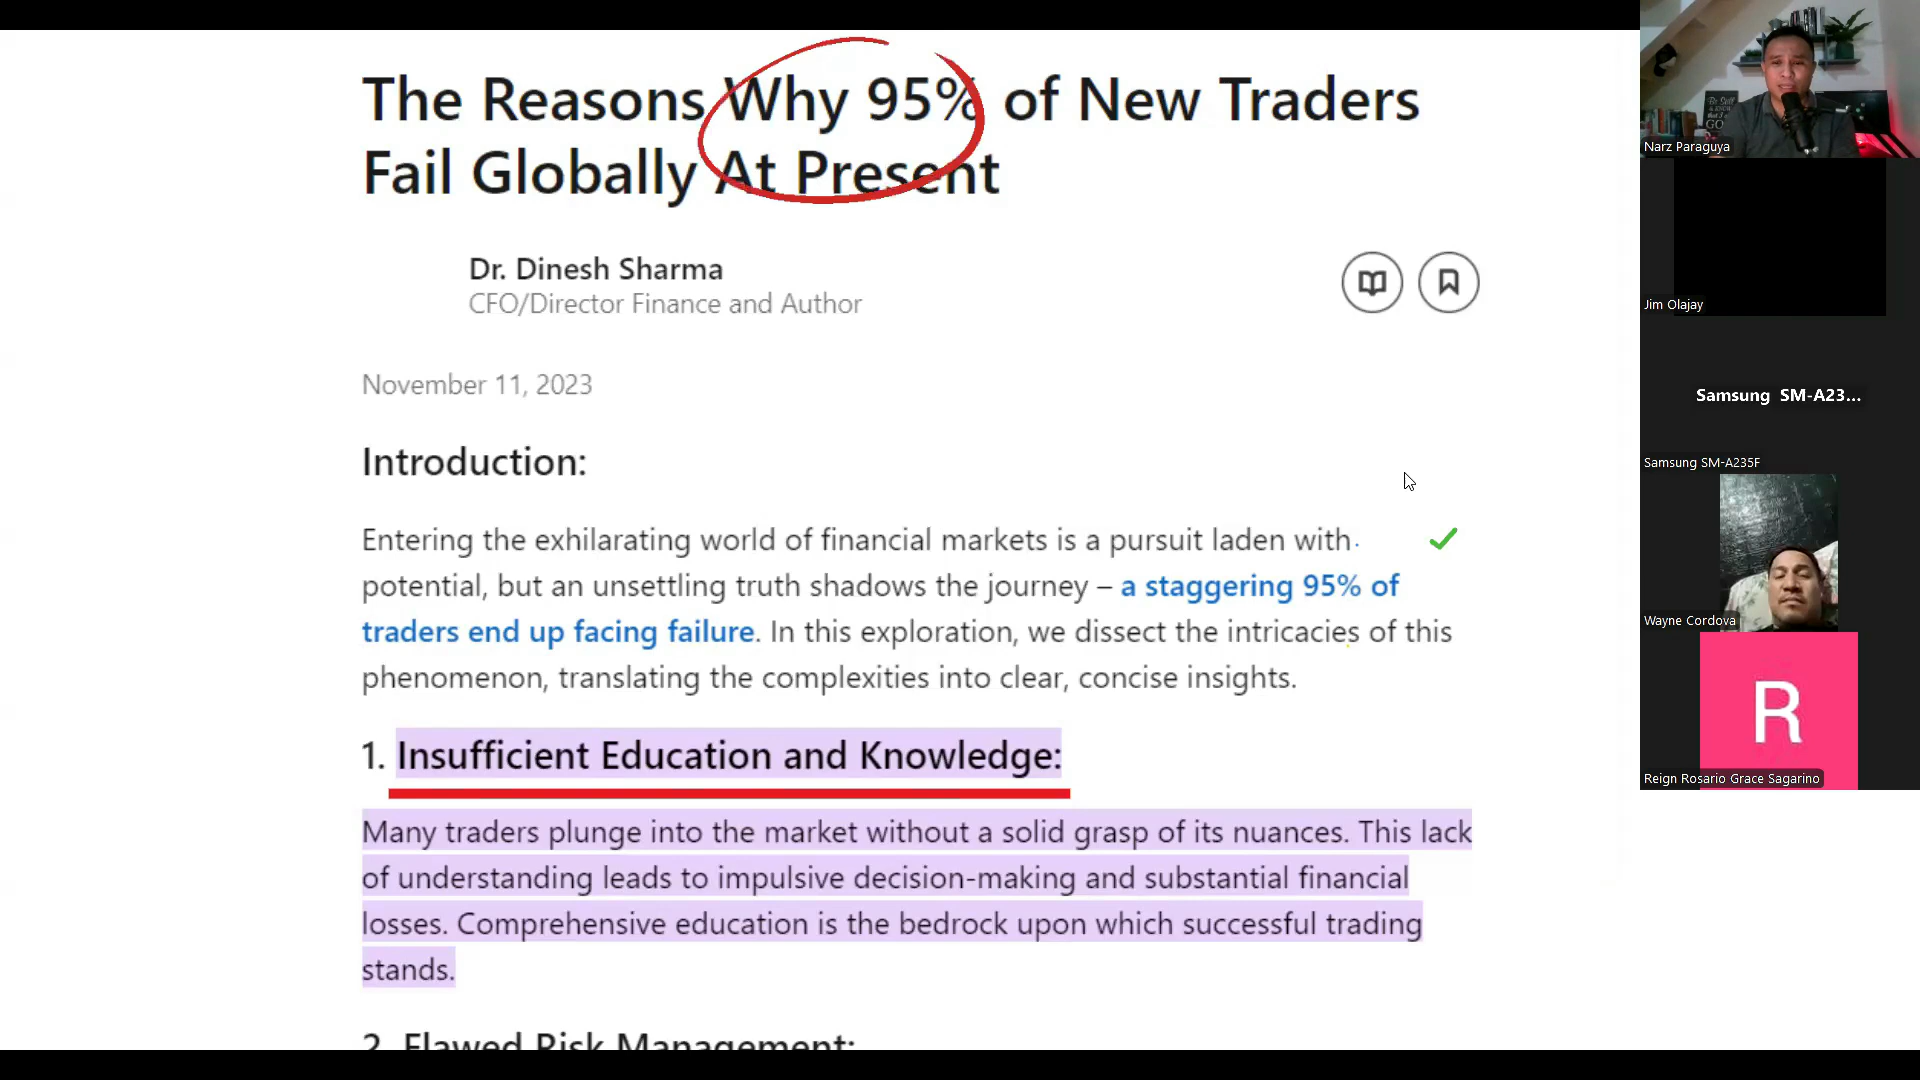 The Reasons Why 95% of New Traders
Fail Globally At Present
Dr. Dinesh Sharma
CFO/Director Finance and Author
November 11, 2023
Introduction:
Entering the exhilarating world of financial markets is a pursuit laden with
potential, but an unsettling truth shadows the journey – a staggering 95% of
traders end up facing failure. In this exploration, we dissect the intricacies of this
phenomenon, translating the complexities into clear, concise insights.
1. Insufficient Education and Knowledge:
Many traders plunge into the market without a solid grasp of its nuances. This lack
of understanding leads to impulsive decision-making and substantial financial
losses. Comprehensive education is the bedrock upon which successful trading
stands.
2. Flawed Risk Management:
Narz Paraguya
Jim Olajay
Samsung SM-A23...
Samsung SM-A235F
Wayne Cordova
R
Reign Rosario Grace Sagarino